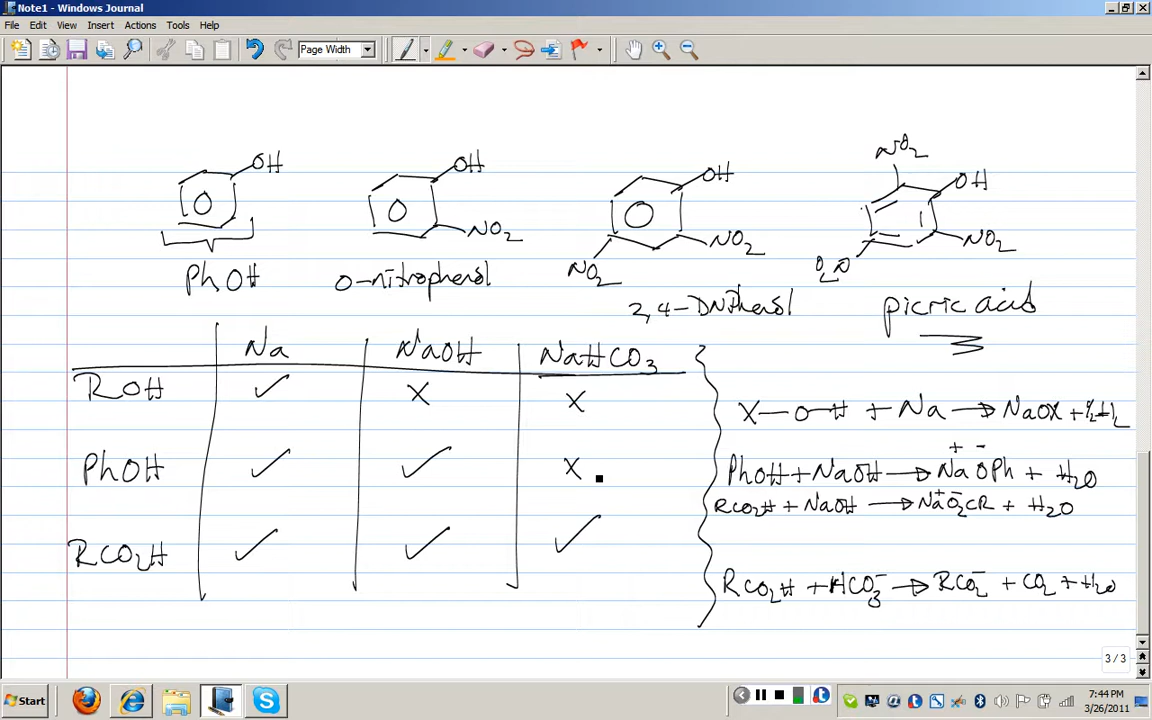 Note1 - Windows Journal
File Edit View Insert Actions Tools Help
Page Width
OH
PhOH
OH
NO2
o-nitrophenol
OH
NO2
NO2
2,4-DNPhenol
NO2
OH
NO2
O2N
picric acid
Na NaOH NaHCO3
ROH ✓ X X
PhOH ✓ ✓ X
RCO2H ✓ ✓ ✓
X-O-H + Na → NaOX + ½H2
PhOH + NaOH → Na+ -OPh + H2O
RCO2H + NaOH → Na+ -O2CR + H2O
RCO2H + HCO3- → RCO2- + CO2 + H2O
3 / 3
Start
7:44 PM
3/26/2011